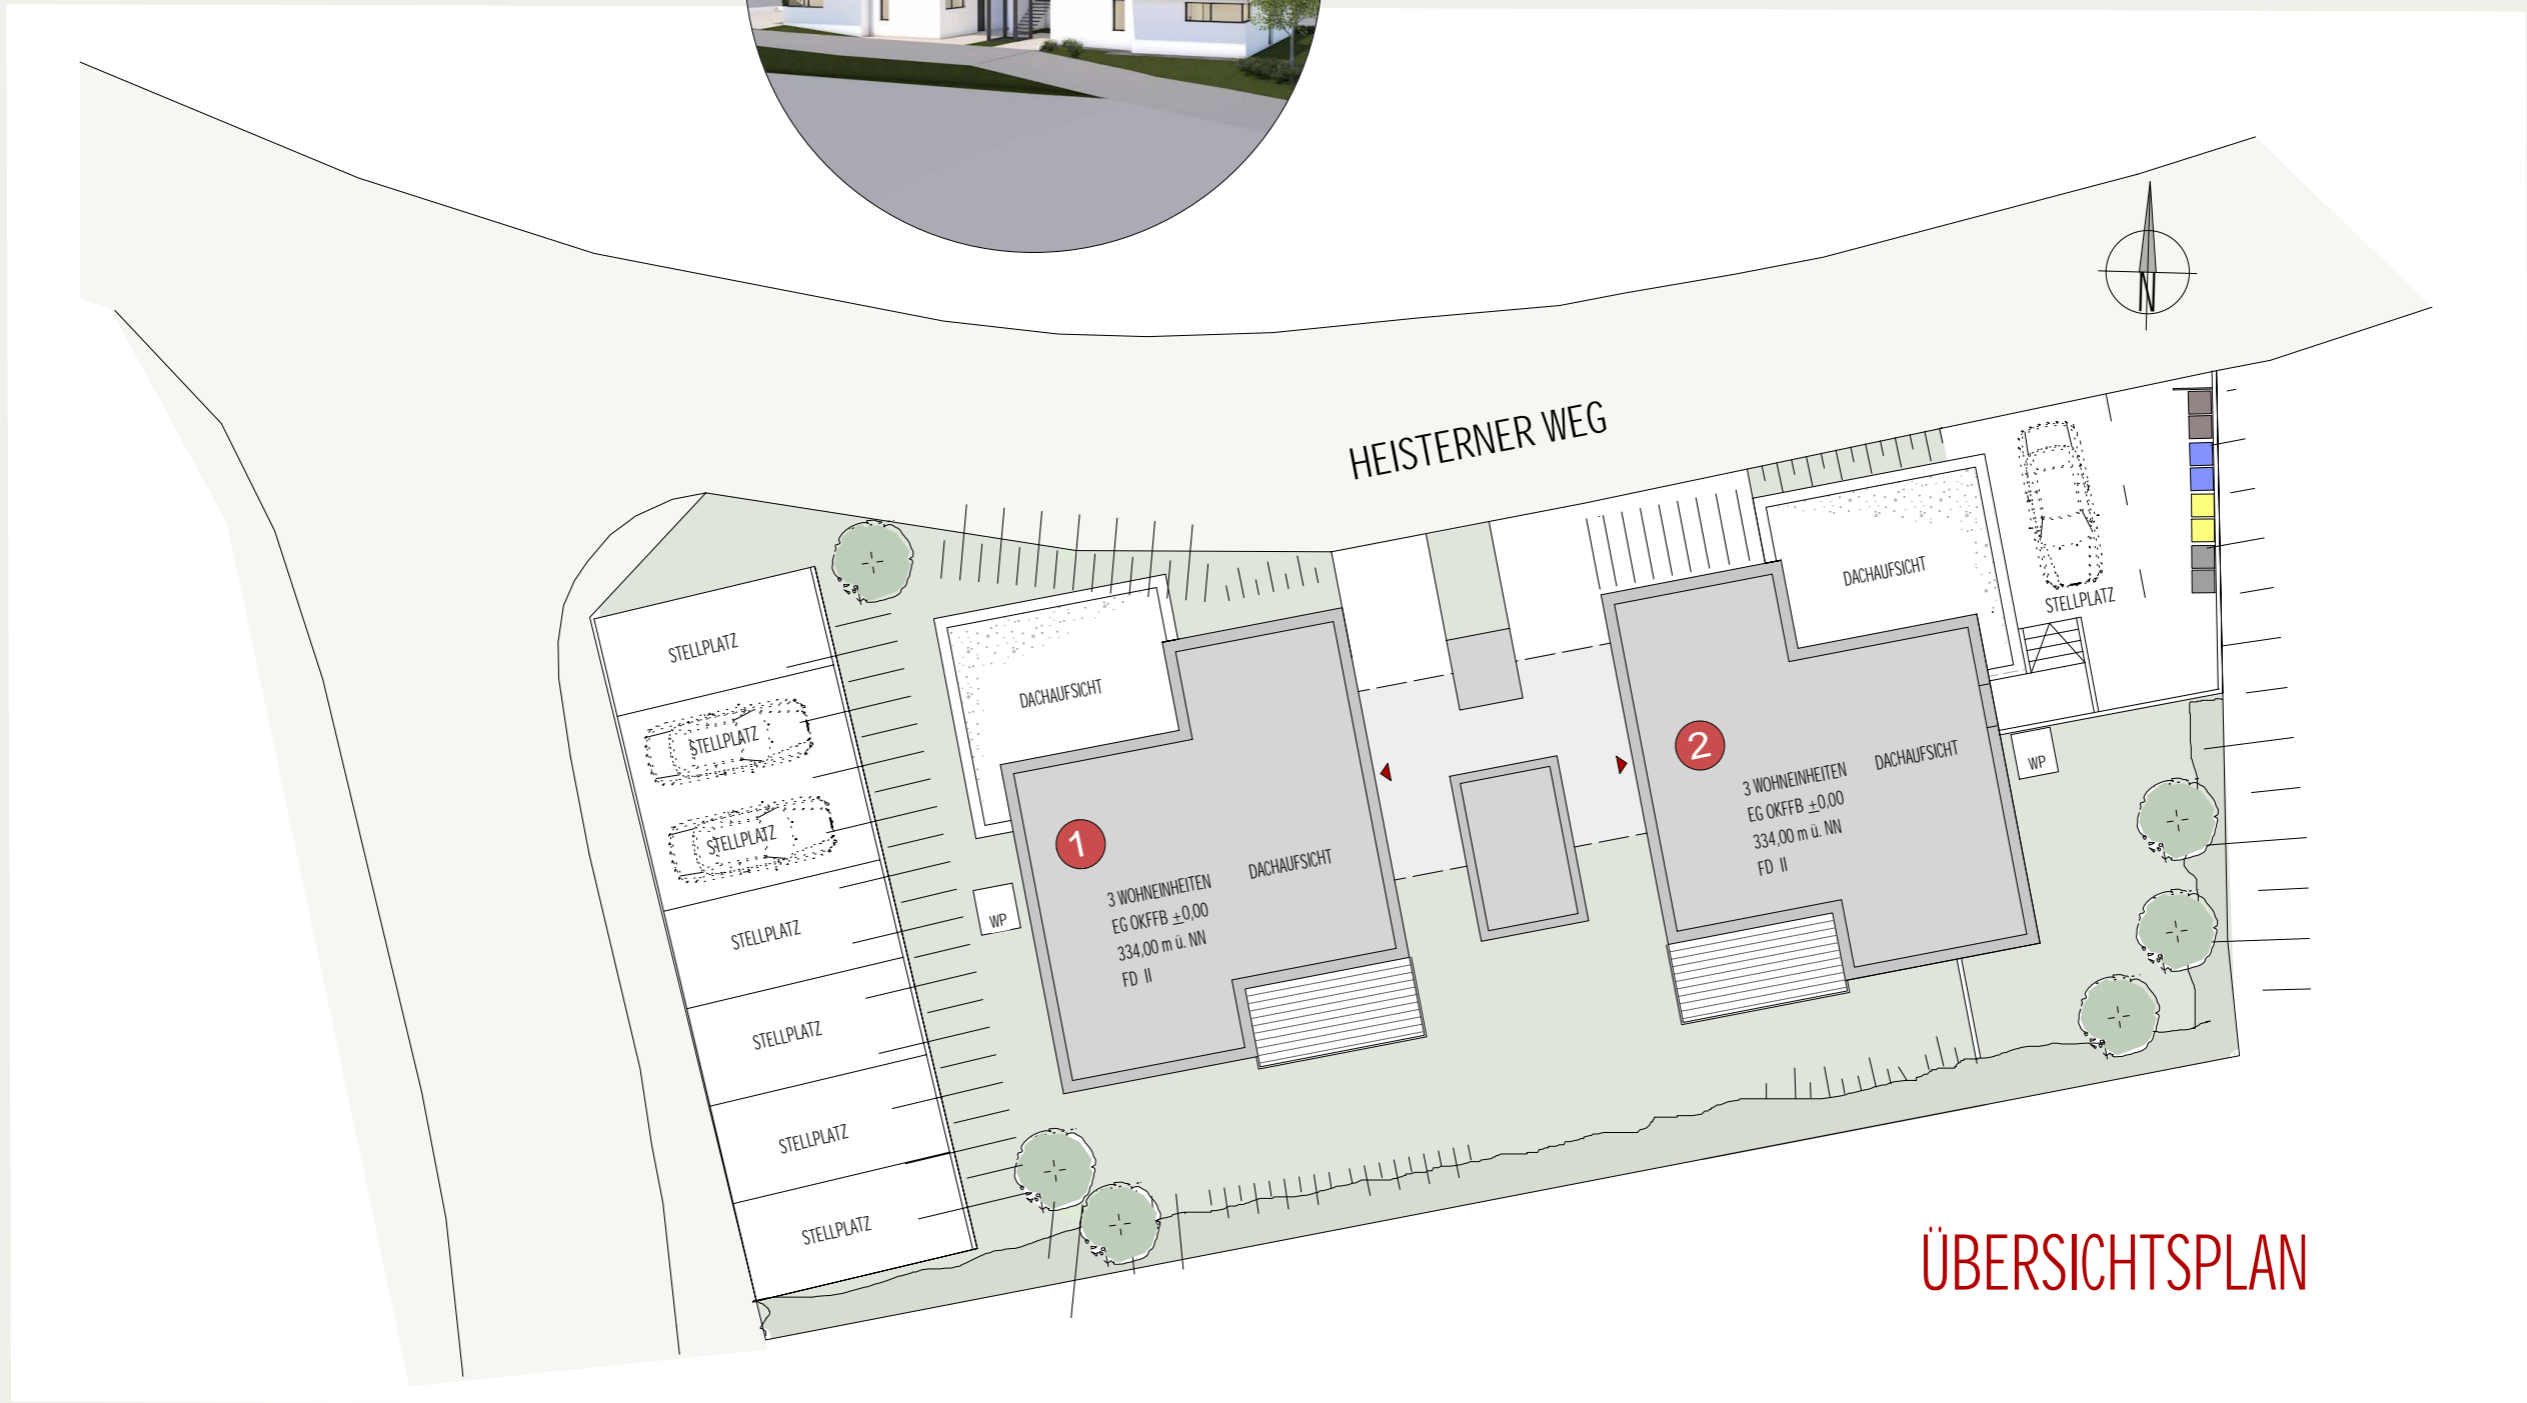 HEISTERNER WEG
N
STELLPLATZ
STELLPLATZ
STELLPLATZ
STELLPLATZ
STELLPLATZ
STELLPLATZ
STELLPLATZ
DACHAUFSICHT
1
3 WOHNEINHEITEN
EG OKFFB ±0,00
334,00 m ü. NN
FD II
DACHAUFSICHT
WP
DACHAUFSICHT
STELLPLATZ
2
3 WOHNEINHEITEN
EG OKFFB ±0,00
334,00 m ü. NN
FD II
DACHAUFSICHT
WP
ÜBERSICHTSPLAN